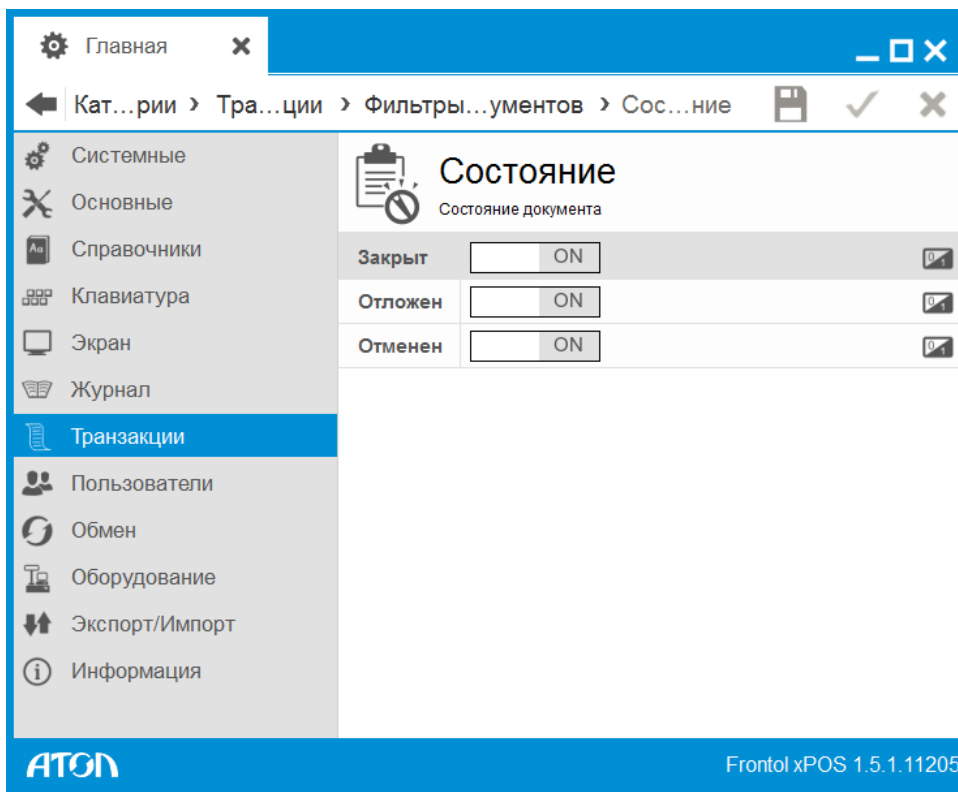 Главная
Кат...рии › Тра...ции › Фильтры...ументов › Сос...ние
Системные
Основные
Справочники
Клавиатура
Экран
Журнал
Транзакции
Пользователи
Обмен
Оборудование
Экспорт/Импорт
Информация
Состояние
Состояние документа
Закрыт ON
Отложен ON
Отменен ON
ATOL
Frontol xPOS 1.5.1.11205